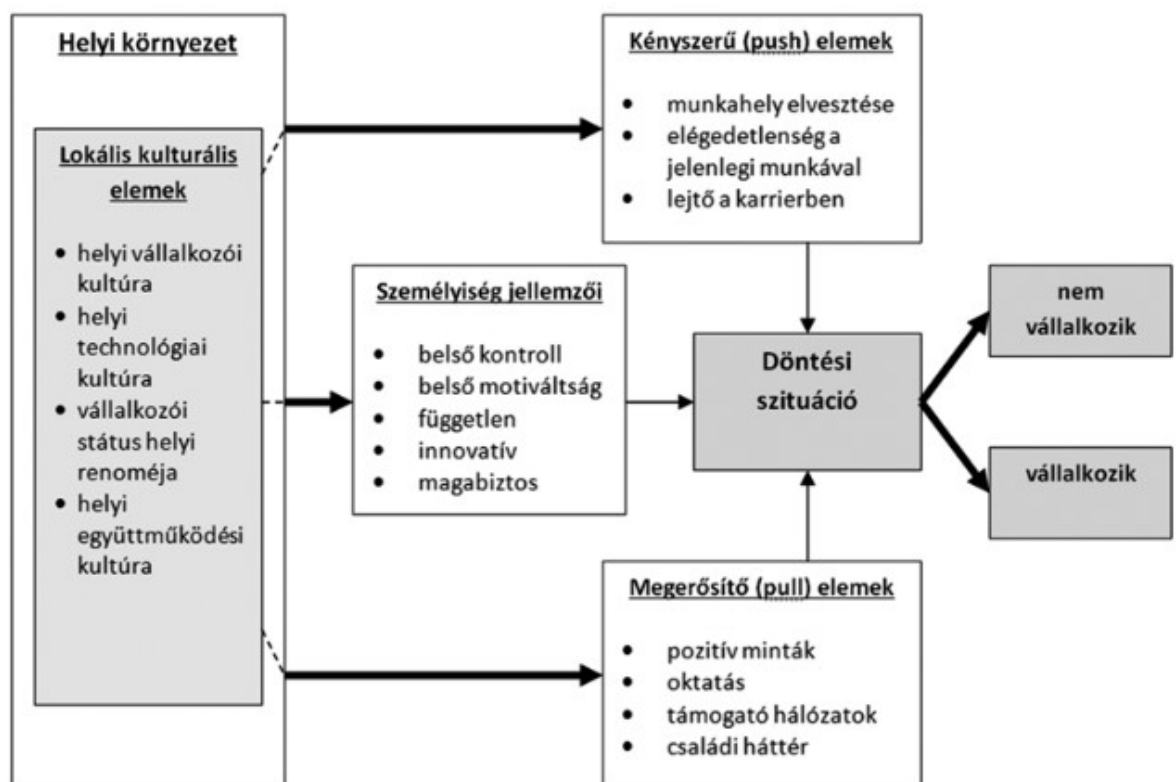 Helyi környezet
Lokális kulturális
elemek
• helyi vállalkozói
kultúra
• helyi
technológiai
kultúra
• vállalkozói
státus helyi
renoméja
• helyi
együttműködési
kultúra
Kényszerű (push) elemek
• munkahely elvesztése
• elégedetlenség a
jelenlegi munkával
• lejtő a karrierben
Személyiség jellemzői
• belső kontroll
• belső motiváltság
• független
• innovatív
• magabiztos
Megerősítő (pull) elemek
• pozitív minták
• oktatás
• támogató hálózatok
• családi háttér
Döntési
szituáció
nem
vállalkozik
vállalkozik